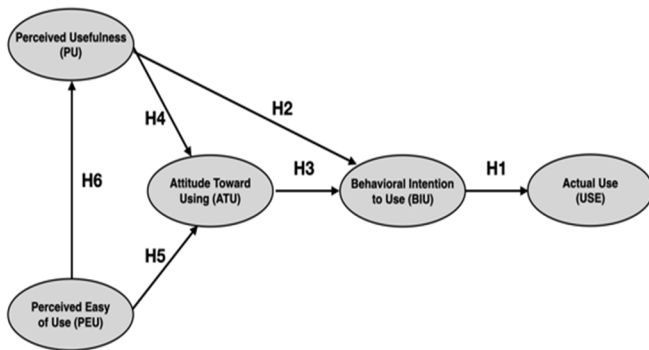 Perceived Usefulness
(PU)
H2
H4
H6
Attitude Toward
Using (ATU)
H3
Behavioral Intention
to Use (BIU)
H1
Actual Use
(USE)
H5
Perceived Easy
of Use (PEU)